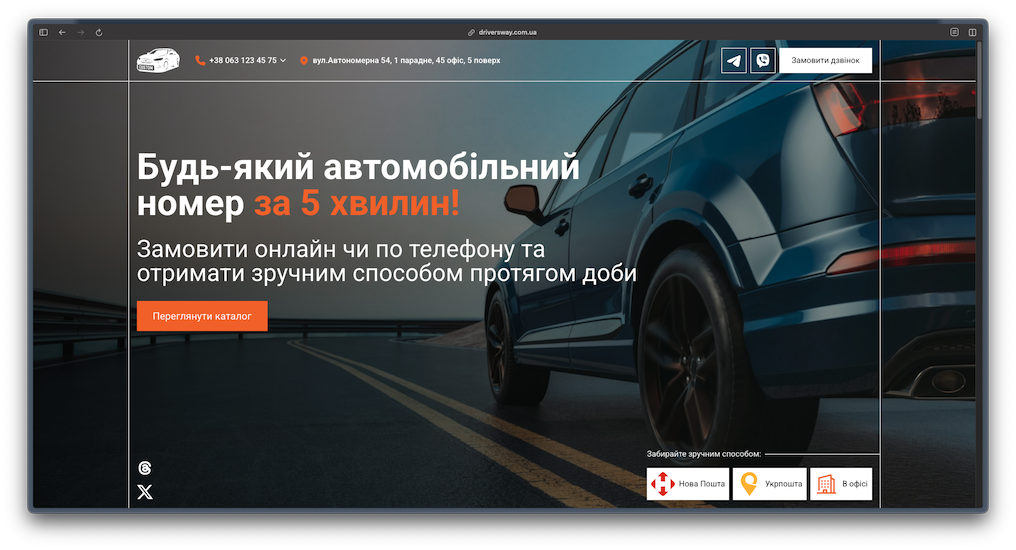 driversway.com.ua
+38 063 123 45 75
вул.Автономерна 54, 1 парадне, 45 офіс, 5 поверх
Замовити дзвінок
Будь-який автомобільний
номер за 5 хвилин!
Замовити онлайн чи по телефону та
отримати зручним способом протягом доби
Переглянути каталог
Забирайте зручним способом:
Нова Пошта
Укрпошта
В офісі